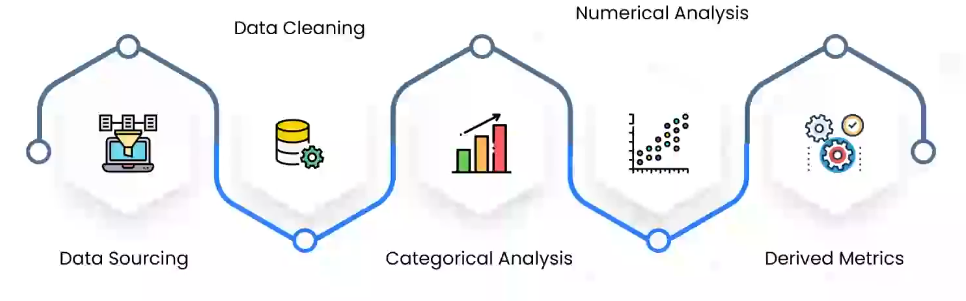 Data Sourcing
Data Cleaning
Categorical Analysis
Numerical Analysis
Derived Metrics